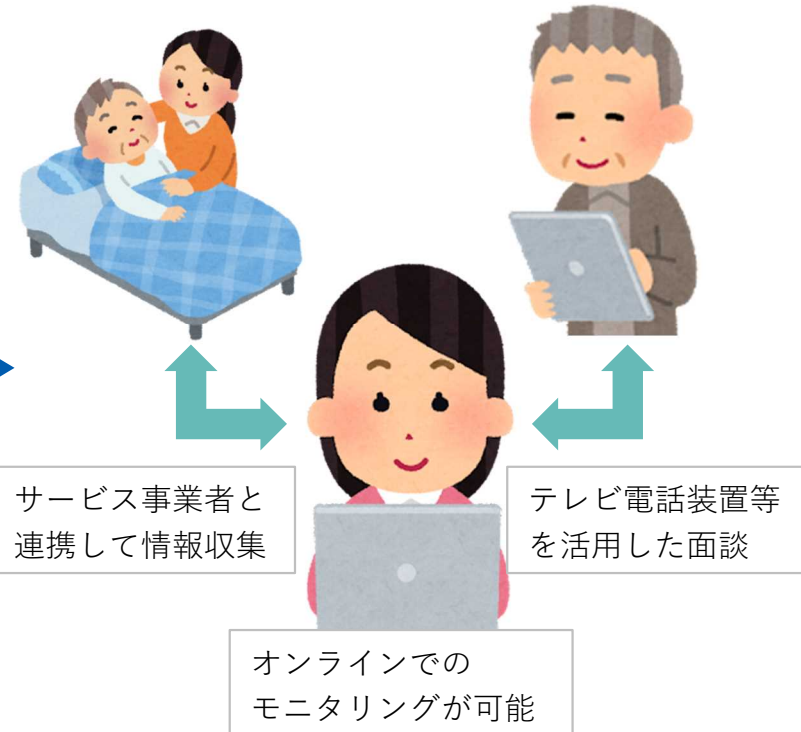 サービス事業者と
連携して情報収集
テレビ電話装置等
を活用した面談
オンラインでの
モニタリングが可能